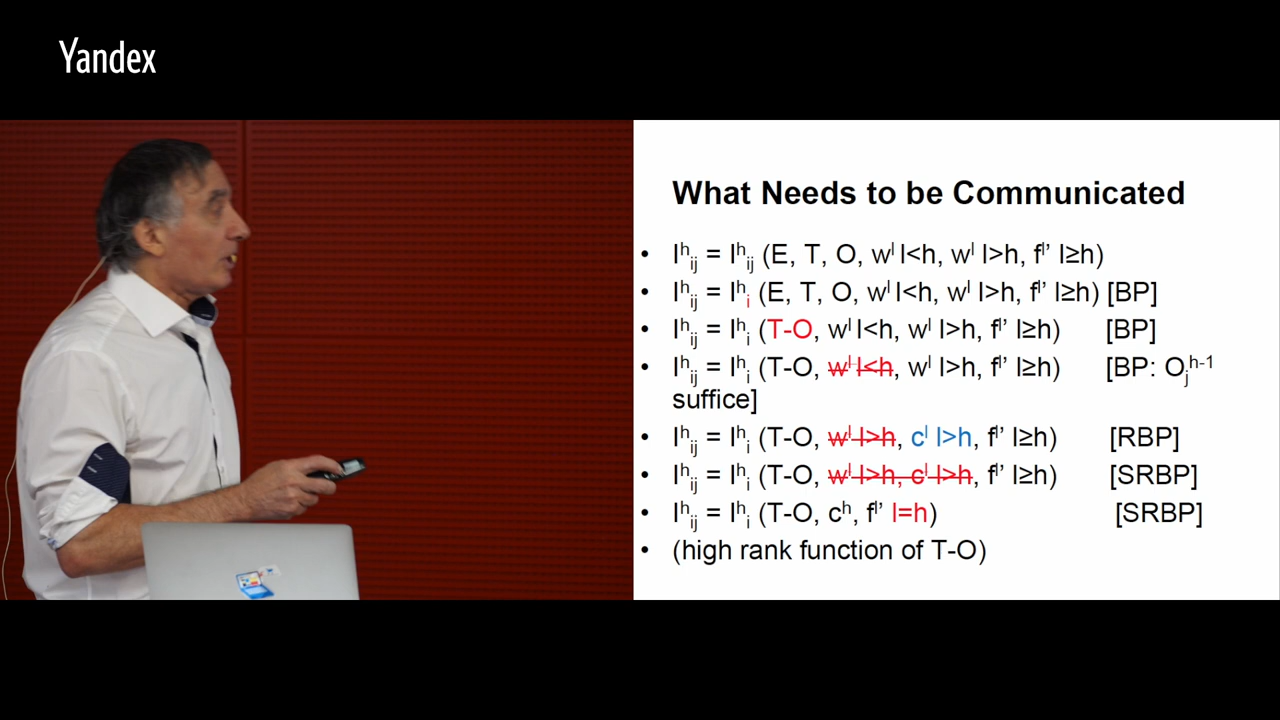 Yandex
What Needs to be Communicated
• I^h_ij = I^h_ij (E, T, O, w^l l<h, w^l l>h, f^l' l≥h)
• I^h_ij = I^h_i (E, T, O, w^l l<h, w^l l>h, f^l' l≥h) [BP]
• I^h_ij = I^h_i (T-O, w^l l<h, w^l l>h, f^l' l≥h) [BP]
• I^h_ij = I^h_i (T-O, w^l l<h, w^l l>h, f^l' l≥h) [BP: O_j^h-1
suffice]
• I^h_ij = I^h_i (T-O, w^l l>h, c^l l>h, f^l' l≥h) [RBP]
• I^h_ij = I^h_i (T-O, w^l l>h, c^l l>h, f^l' l≥h) [SRBP]
• I^h_ij = I^h_i (T-O, c^h, f^l' l=h) [SRBP]
• (high rank function of T-O)